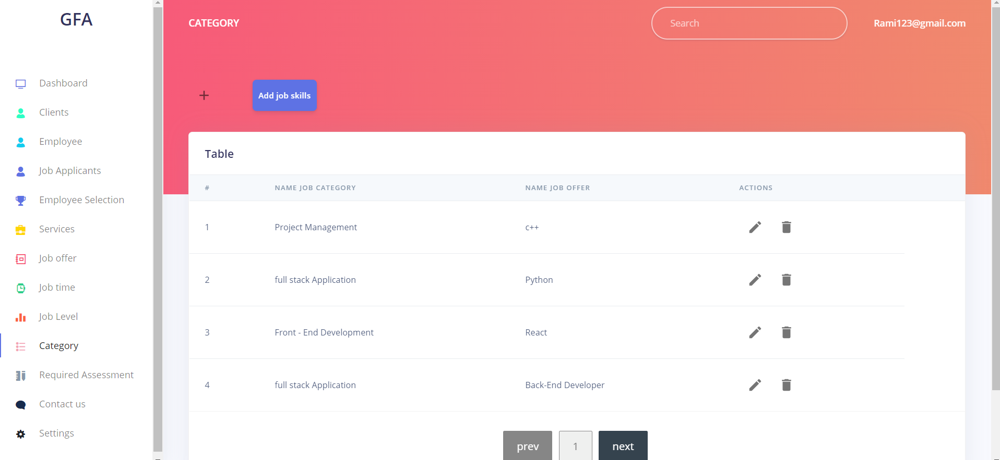 GFA
Dashboard
Clients
Employee
Job Applicants
Employee Selection
Services
Job offer
Job time
Job Level
Category
Required Assessment
Contact us
Settings
CATEGORY
Search
Rami123@gmail.com
+
Add job skills
Table
# NAME JOB CATEGORY NAME JOB OFFER ACTIONS
1 Project Management c++
2 full stack Application Python
3 Front - End Development React
4 full stack Application Back-End Developer
prev 1 next